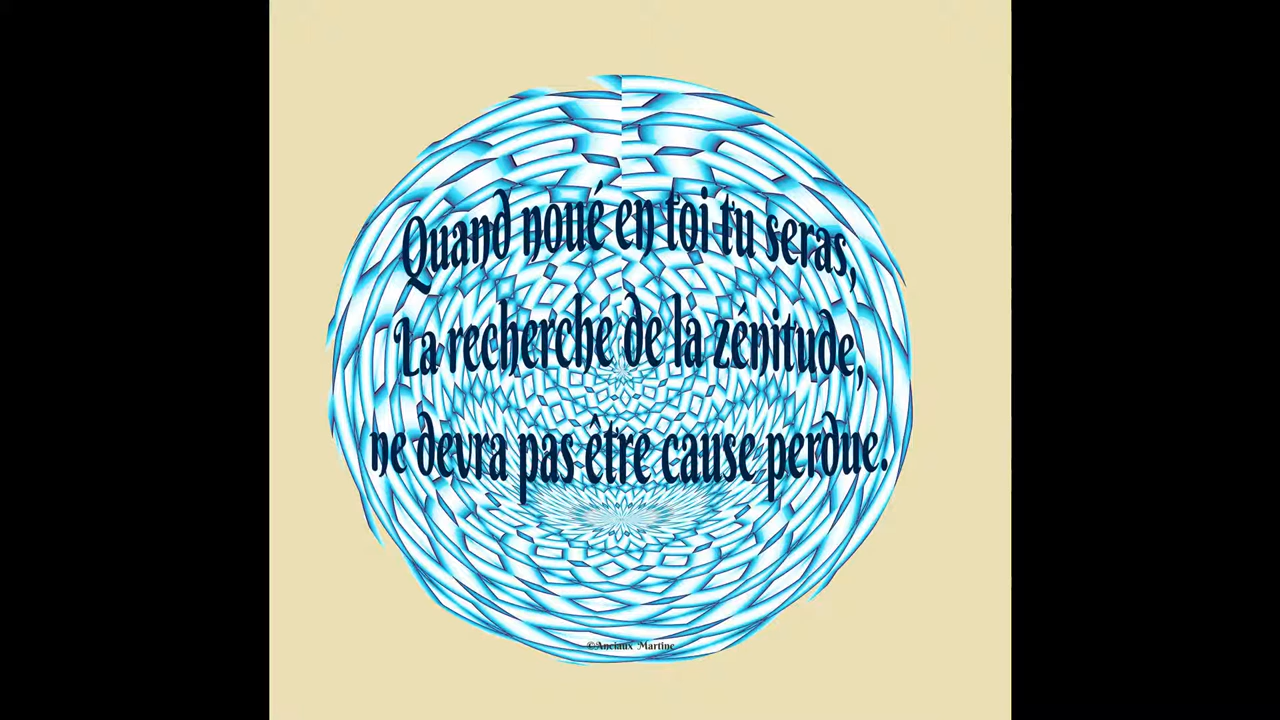 Quand noué en toi tu seras,
La recherche de la zénitude,
ne devra pas être cause perdue.
©Anciaux Martine